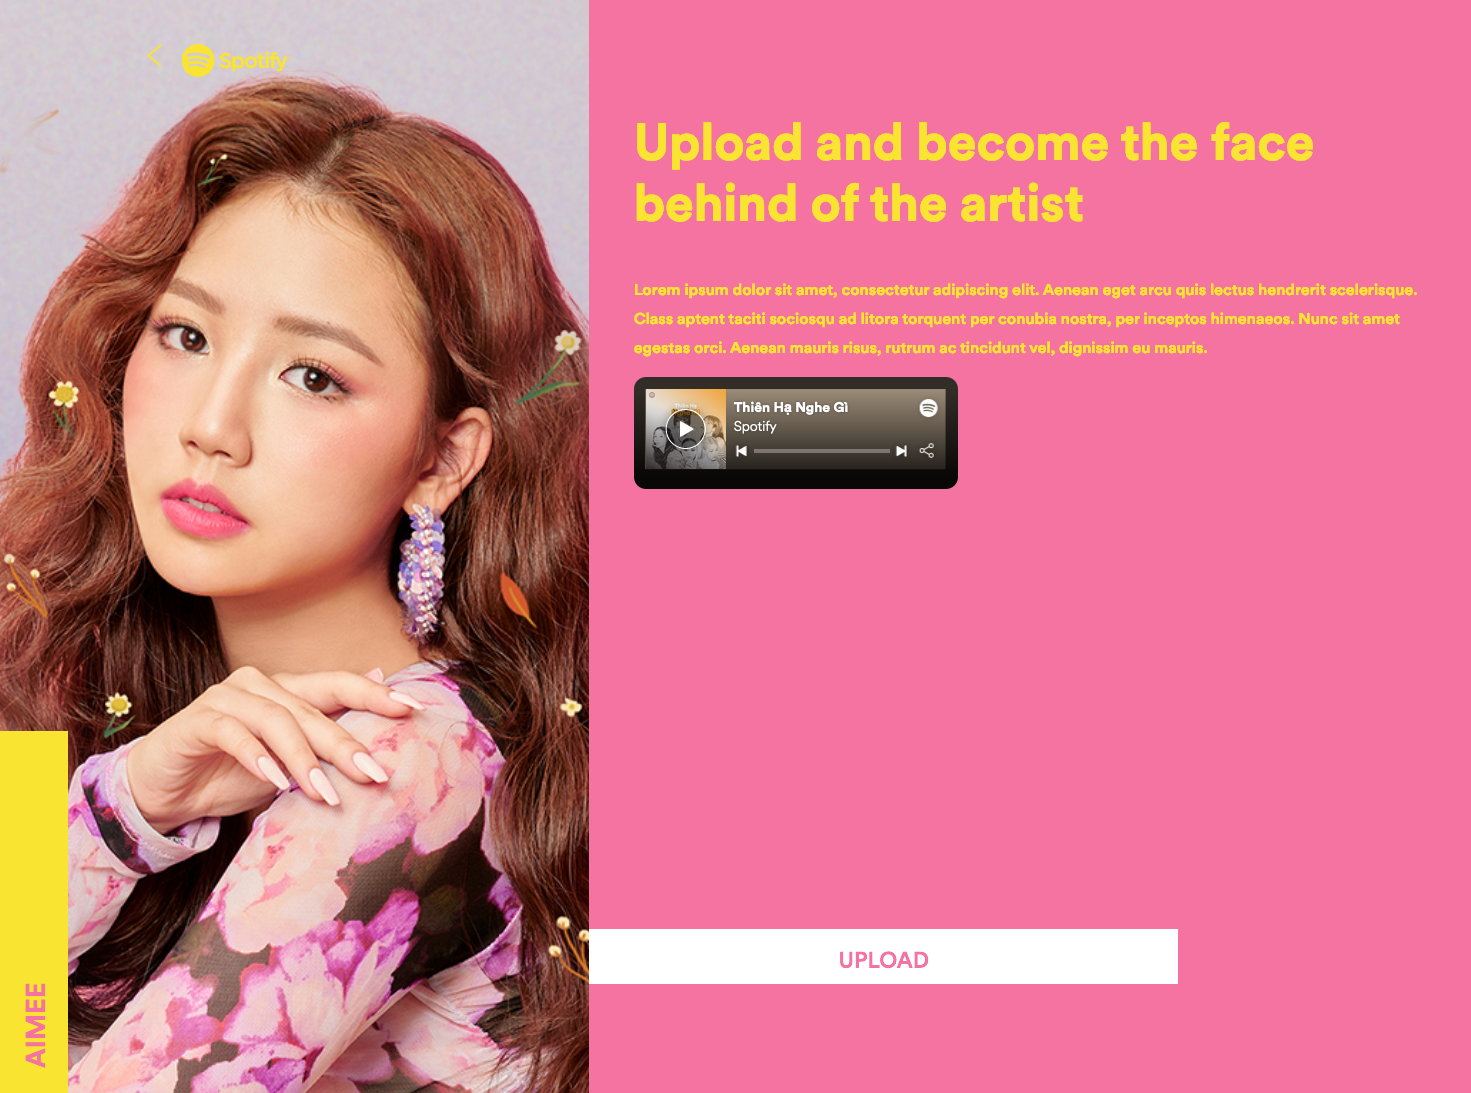 Spotify
Upload and become the face
behind of the artist
Lorem ipsum dolor sit amet, consectetur adipiscing elit. Aenean eget arcu quis lectus hendrerit scelerisque.
Class aptent taciti sociosqu ad litora torquent per conubia nostra, per inceptos himenaeos. Nunc sit amet
egestas orci. Aenean mauris risus, rutrum ac tincidunt vel, dignissim eu mauris.
Thiên Hạ Nghe Gì
Spotify
UPLOAD
AIMEE